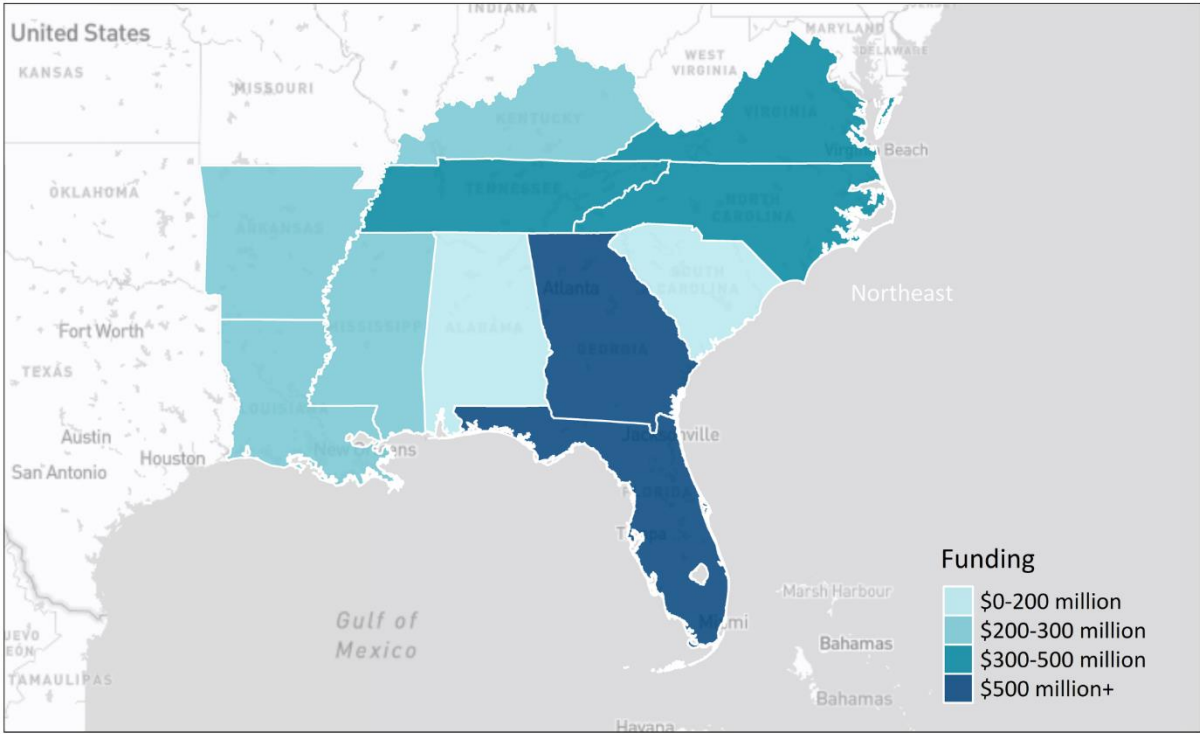 INDIANA
United States
MARYLAND
DELAWARE
WEST
VIRGINIA
KANSAS
MISSOURI
KENTUCKY
VIRGINIA
Virginia Beach
OKLAHOMA
TENNESSEE
NORTH
CAROLINA
ARKANSAS
SOUTH
CAROLINA
Atlanta
Northeast
Fort Worth
MISSISSIPPI
ALABAMA
GEORGIA
TEXAS
LOUISIANA
Austin
Jacksonville
Houston
New Orleans
San Antonio
FLORIDA
Tampa
Funding
$0-200 million
$200-300 million
$300-500 million
$500 million+
Marsh Harbour
Gulf of
Mexico
Miami
Bahamas
TAMAULIPAS
Bahamas
Havana